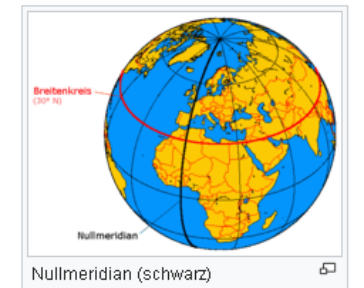 Breitenkreis
(30° N)
Nullmeridian
Nullmeridian (schwarz)